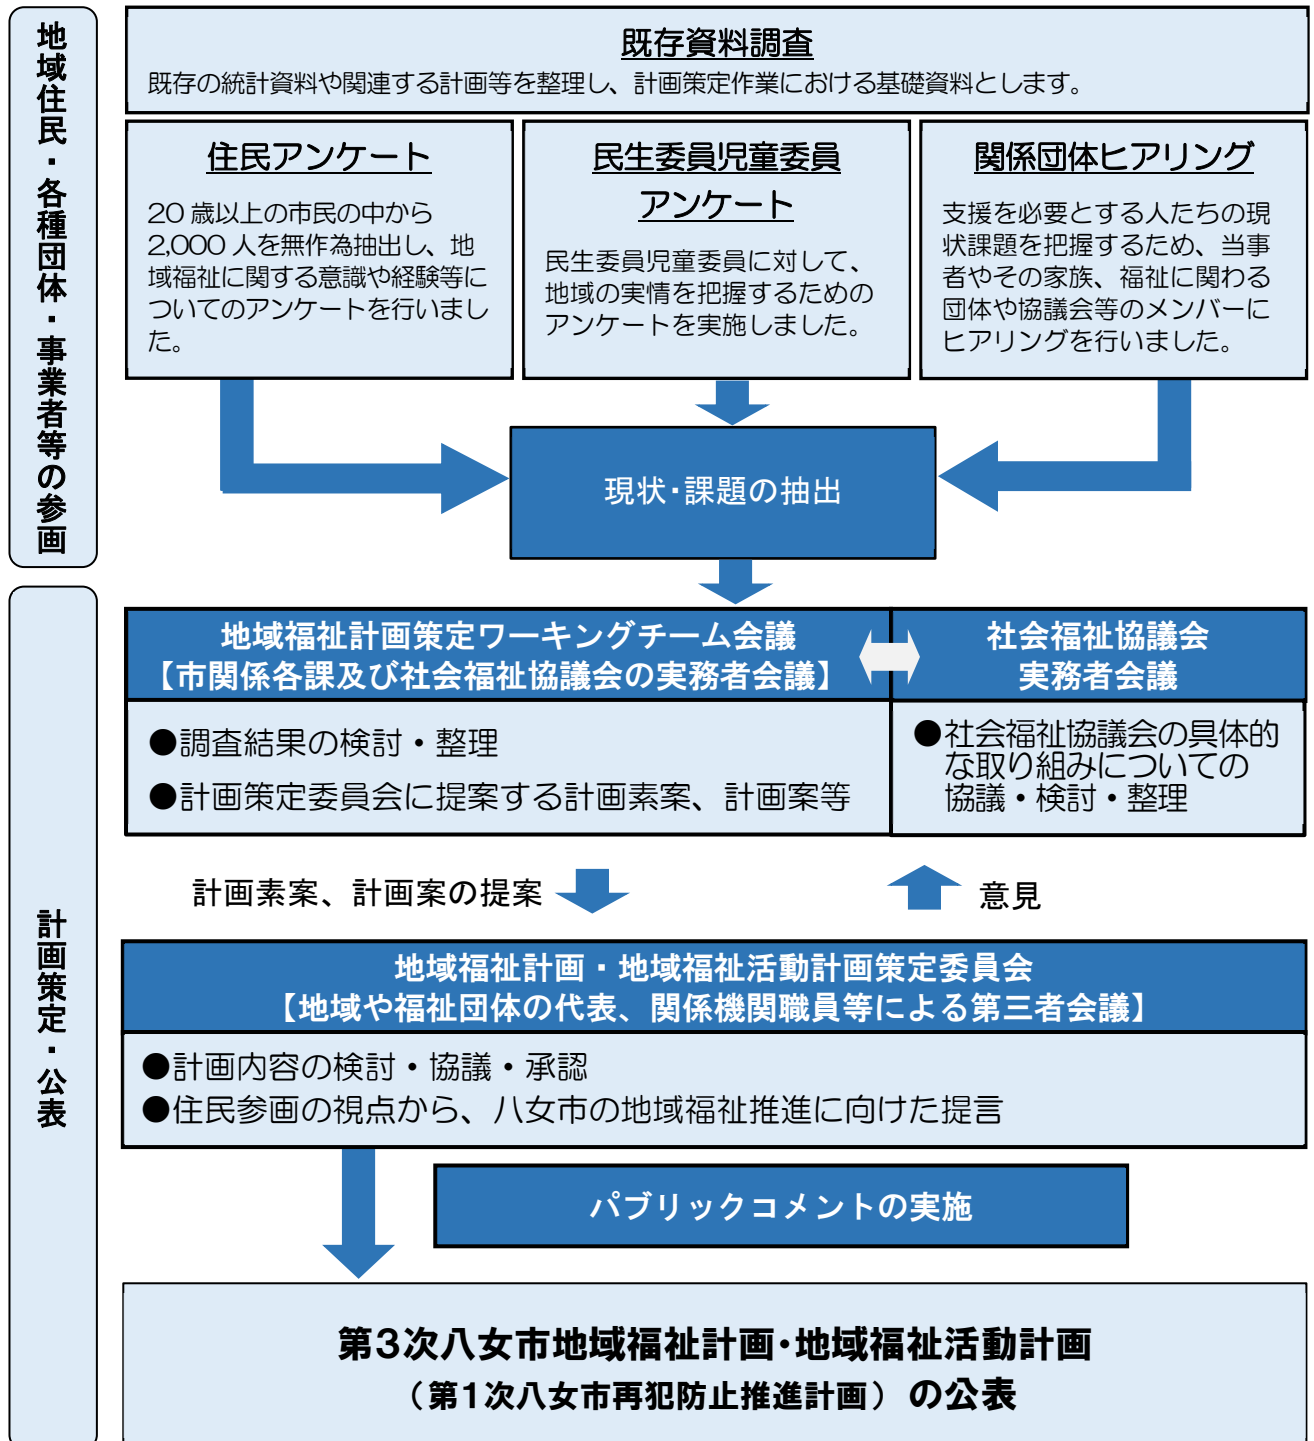 地域住民・各種団体・事業者等の参画
既存資料調査
既存の統計資料や関連する計画等を整理し、計画策定作業における基礎資料とします。
住民アンケート
20 歳以上の市民の中から
2,000 人を無作為抽出し、地
域福祉に関する意識や経験等に
ついてのアンケートを行いまし
た。
民生委員児童委員
アンケート
民生委員児童委員に対して、
地域の実情を把握するための
アンケートを実施しました。
関係団体ヒアリング
支援を必要とする人たちの現
状課題を把握するため、当事
者やその家族、福祉に関わる
団体や協議会等のメンバーに
ヒアリングを行いました。
現状・課題の抽出
計画策定・公表
地域福祉計画策定ワーキングチーム会議
【市関係各課及び社会福祉協議会の実務者会議】
●調査結果の検討・整理
●計画策定委員会に提案する計画素案、計画案等
社会福祉協議会
実務者会議
●社会福祉協議会の具体的
な取り組みについての
協議・検討・整理
計画素案、計画案の提案
意見
地域福祉計画・地域福祉活動計画策定委員会
【地域や福祉団体の代表、関係機関職員等による第三者会議】
●計画内容の検討・協議・承認
●住民参画の視点から、八女市の地域福祉推進に向けた提言
パブリックコメントの実施
第3次八女市地域福祉計画・地域福祉活動計画
（第1次八女市再犯防止推進計画）の公表